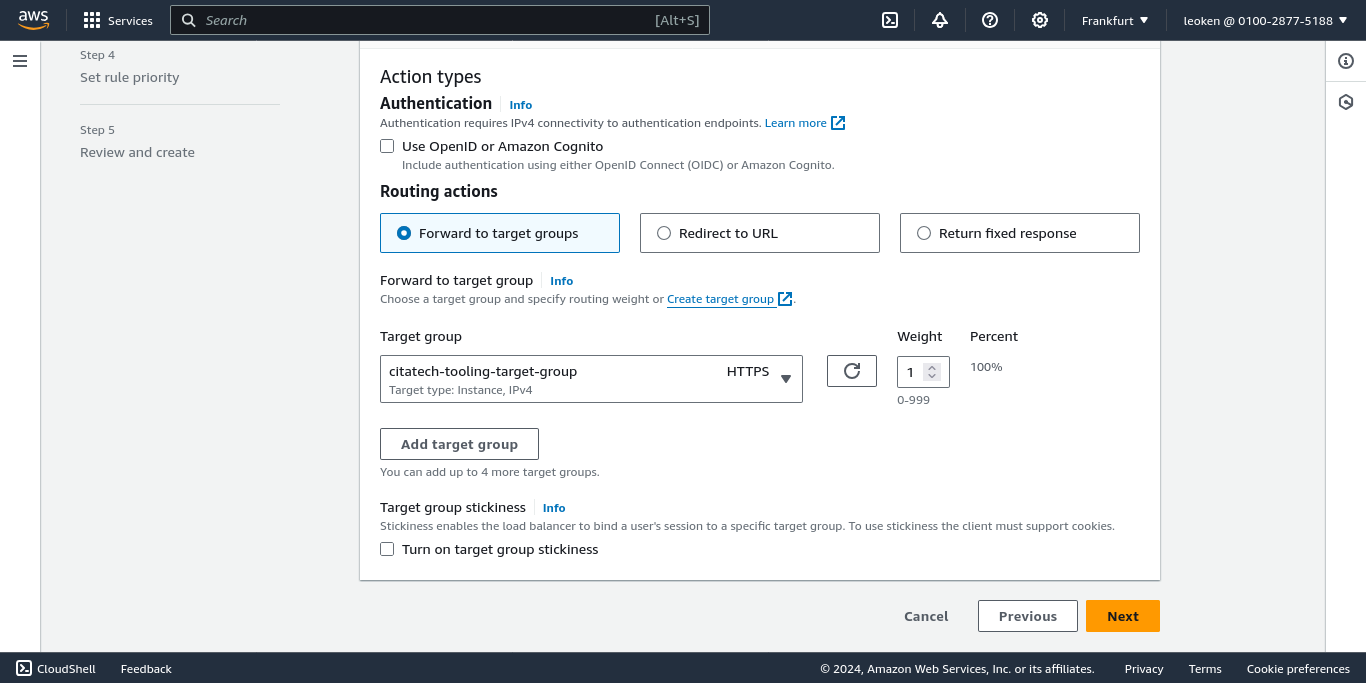 aws
Services
Search
[Alt+S]
Frankfurt
leoken @ 0100-2877-5188
Step 4
Set rule priority
Step 5
Review and create
Action types
Authentication Info
Authentication requires IPv4 connectivity to authentication endpoints. Learn more
Use OpenID or Amazon Cognito
Include authentication using either OpenID Connect (OIDC) or Amazon Cognito.
Routing actions
Forward to target groups
Redirect to URL
Return fixed response
Forward to target group Info
Choose a target group and specify routing weight or Create target group .
Target group
Weight
Percent
citatech-tooling-target-group
HTTPS
Target type: Instance, IPv4
1
100%
0-999
Add target group
You can add up to 4 more target groups.
Target group stickiness Info
Stickiness enables the load balancer to bind a user's session to a specific target group. To use stickiness the client must support cookies.
Turn on target group stickiness
Cancel
Previous
Next
CloudShell
Feedback
© 2024, Amazon Web Services, Inc. or its affiliates.
Privacy
Terms
Cookie preferences